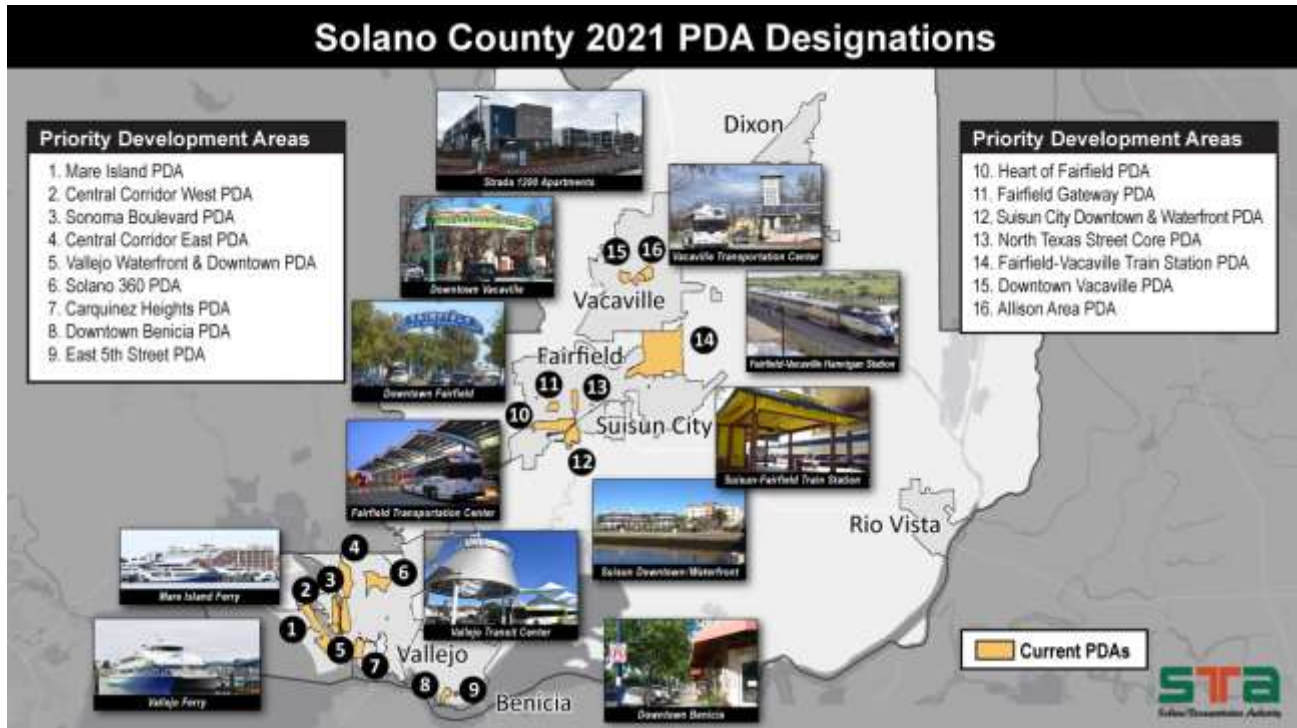 Solano County 2021 PDA Designations
Priority Development Areas
1. Mare Island PDA
2. Central Corridor West PDA
3. Sonoma Boulevard PDA
4. Central Corridor East PDA
5. Vallejo Waterfront & Downtown PDA
6. Solano 360 PDA
7. Carquinez Heights PDA
8. Downtown Benicia PDA
9. East 5th Street PDA
Priority Development Areas
10. Heart of Fairfield PDA
11. Fairfield Gateway PDA
12. Suisun City Downtown & Waterfront PDA
13. North Texas Street Core PDA
14. Fairfield-Vacaville Train Station PDA
15. Downtown Vacaville PDA
16. Allison Area PDA
Dixon
Strada 1200 Apartments
Vacaville Transportation Center
15
16
Downtown Vacaville
Vacaville
14
Fairfield
Fairfield-Vacaville Hannigan Station
Downtown Fairfield
11
13
10
Suisun City
12
Suisun-Fairfield Train Station
Fairfield Transportation Center
Rio Vista
Suisun Downtown/Waterfront
4
3
6
2
Mare Island Ferry
1
5
7
Vallejo Transit Center
Vallejo
8
9
Benicia
Vallejo Ferry
Downtown Benicia
Current PDAs
STA
Solano Transportation Authority